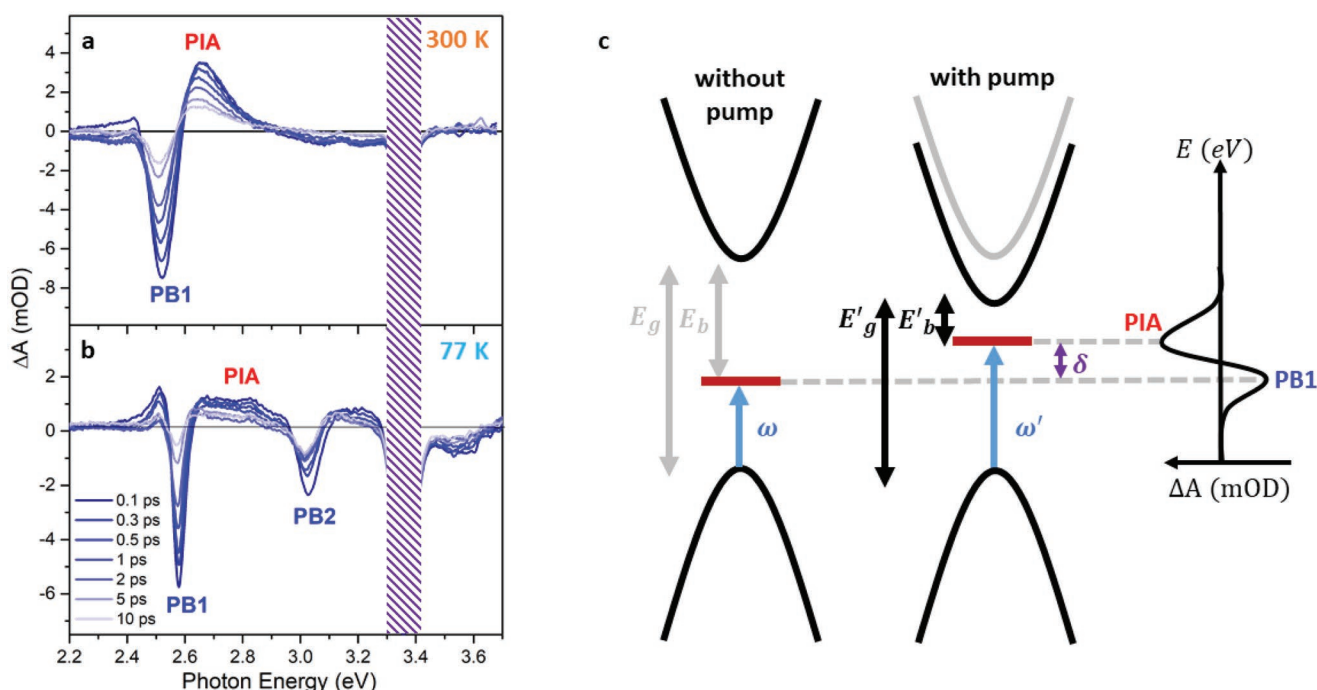 a
300 K
PIA
4
2
0
-2
-4
-6
-8
PB1
ΔA (mOD)
b
77 K
PIA
2
0
-2
-4
-6
PB2
PB1
0.1 ps
0.3 ps
0.5 ps
1 ps
2 ps
5 ps
10 ps
2.2 2.4 2.6 2.8 3.0 3.2 3.4 3.6
Photon Energy (eV)
c
without
pump
with pump
E (eV)
E_g
E_b
E'_g
E'_b
ω
ω'
δ
PIA
PB1
ΔA (mOD)